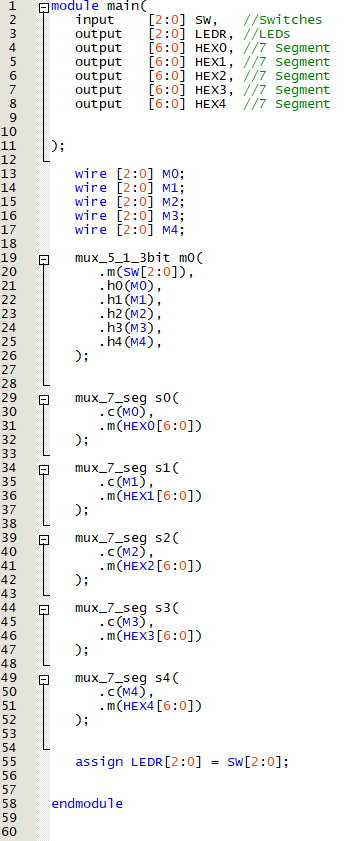 1 module main(
2 input [2:0] SW, //Switches
3 output [2:0] LEDR, //LEDs
4 output [6:0] HEX0, //7 Segment
5 output [6:0] HEX1, //7 Segment
6 output [6:0] HEX2, //7 Segment
7 output [6:0] HEX3, //7 Segment
8 output [6:0] HEX4 //7 Segment
9
10
11 );
12
13 wire [2:0] M0;
14 wire [2:0] M1;
15 wire [2:0] M2;
16 wire [2:0] M3;
17 wire [2:0] M4;
18
19 mux_5_1_3bit m0(
20 .m(SW[2:0]),
21 .h0(M0),
22 .h1(M1),
23 .h2(M2),
24 .h3(M3),
25 .h4(M4),
26 );
27
28
29 mux_7_seg s0(
30 .c(M0),
31 .m(HEX0[6:0])
32 );
33
34 mux_7_seg s1(
35 .c(M1),
36 .m(HEX1[6:0])
37 );
38
39 mux_7_seg s2(
40 .c(M2),
41 .m(HEX2[6:0])
42 );
43
44 mux_7_seg s3(
45 .c(M3),
46 .m(HEX3[6:0])
47 );
48
49 mux_7_seg s4(
50 .c(M4),
51 .m(HEX4[6:0])
52 );
53
54
55 assign LEDR[2:0] = SW[2:0];
56
57
58 endmodule
59
60